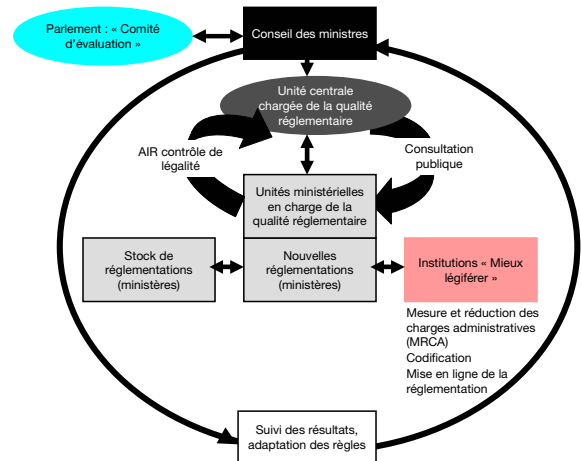 Parlement : « Comité
d'évaluation »
Conseil des ministres
Unité centrale
chargée de la qualité
réglementaire
AIR contrôle de
légalité
Consultation
publique
Unités ministérielles
en charge de la
qualité réglementaire
Stock de
réglementations
(ministères)
Nouvelles
réglementations
(ministères)
Institutions « Mieux
légiférer »
Mesure et réduction des
charges administratives
(MRCA)
Codification
Mise en ligne de la
réglementation
Suivi des résultats,
adaptation des règles